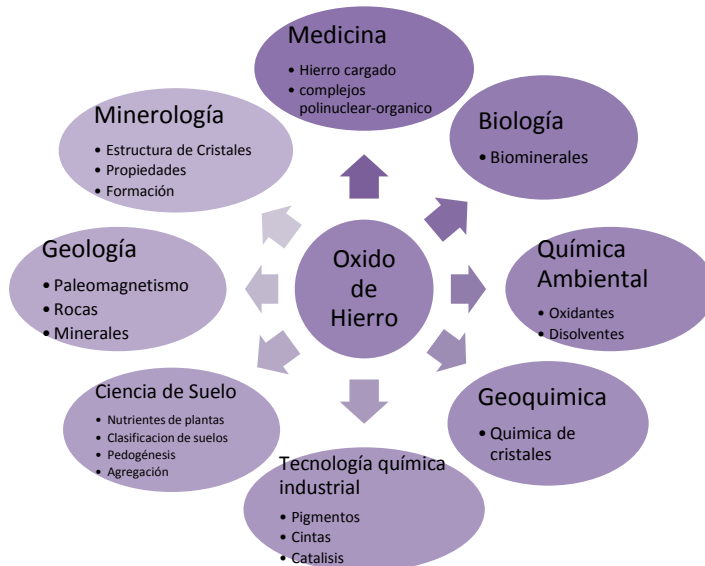 Medicina
• Hierro cargado
• complejos
polinuclear-organico
Biología
• Biominerales
Química
Ambiental
• Oxidantes
• Disolventes
Geoquimica
• Quimica de
cristales
Tecnología química
industrial
• Pigmentos
• Cintas
• Catalisis
Ciencia de Suelo
• Nutrientes de plantas
• Clasificacion de suelos
• Pedogénesis
• Agregación
Geología
• Paleomagnetismo
• Rocas
• Minerales
Minerología
• Estructura de Cristales
• Propiedades
• Formación
Oxido
de
Hierro